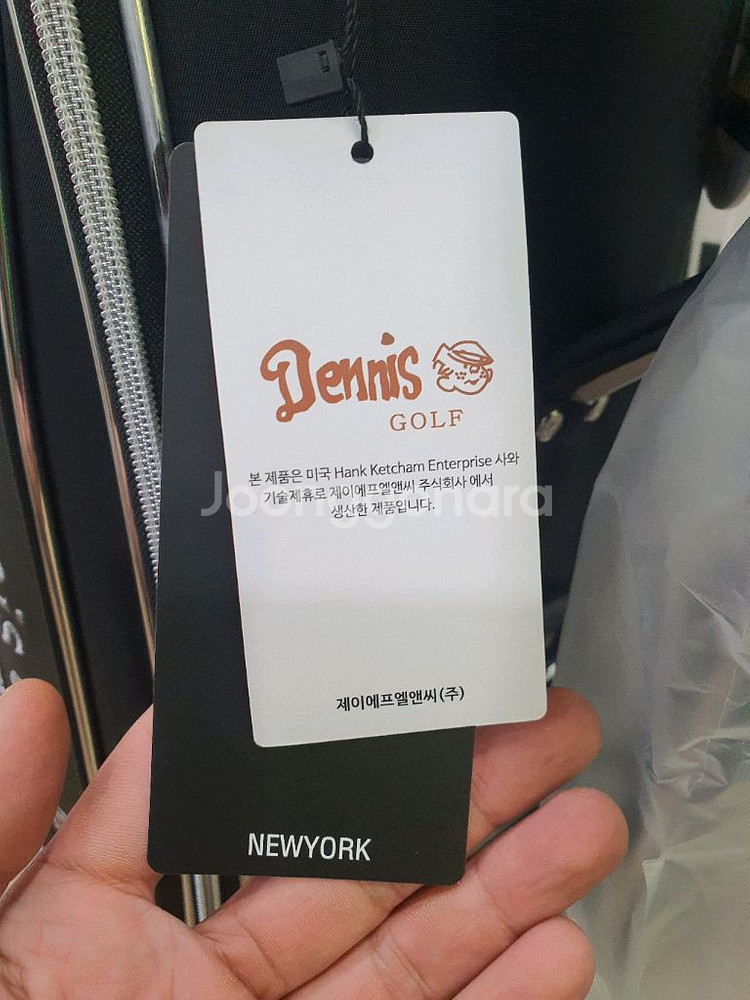 Dennis
GOLF
본 제품은 미국 Hank Ketcham Enterprise 사와
기술제휴로 제이에프엘앤씨 주식회사 에서
생산한 제품입니다.
Joonggonara
제이에프엘앤씨(주)
NEWYORK